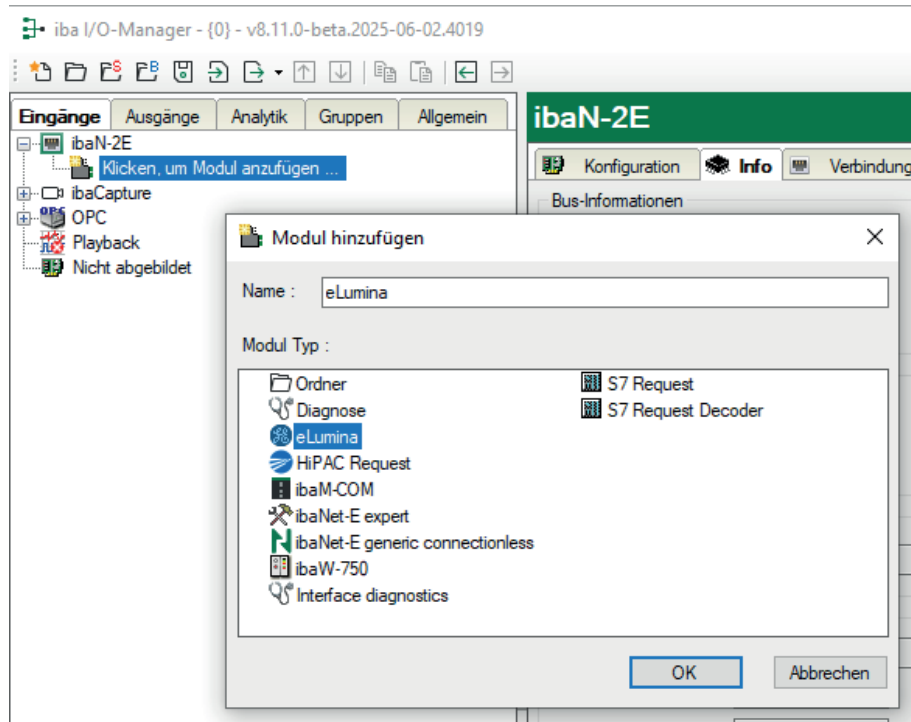 iba I/O-Manager - {0} - v8.11.0-beta.2025-06-02.4019
Eingänge Ausgänge Analytik Gruppen Allgemein
ibaN-2E
Klicken, um Modul anzufügen ...
ibaCapture
OPC
Playback
Nicht abgebildet
ibaN-2E
Konfiguration Info Verbindung
Bus-Informationen
Modul hinzufügen
Name : eLumina
Modul Typ :
Ordner
Diagnose
eLumina
HiPAC Request
ibaM-COM
ibaNet-E expert
ibaNet-E generic connectionless
ibaW-750
Interface diagnostics
S7 Request
S7 Request Decoder
OK Abbrechen